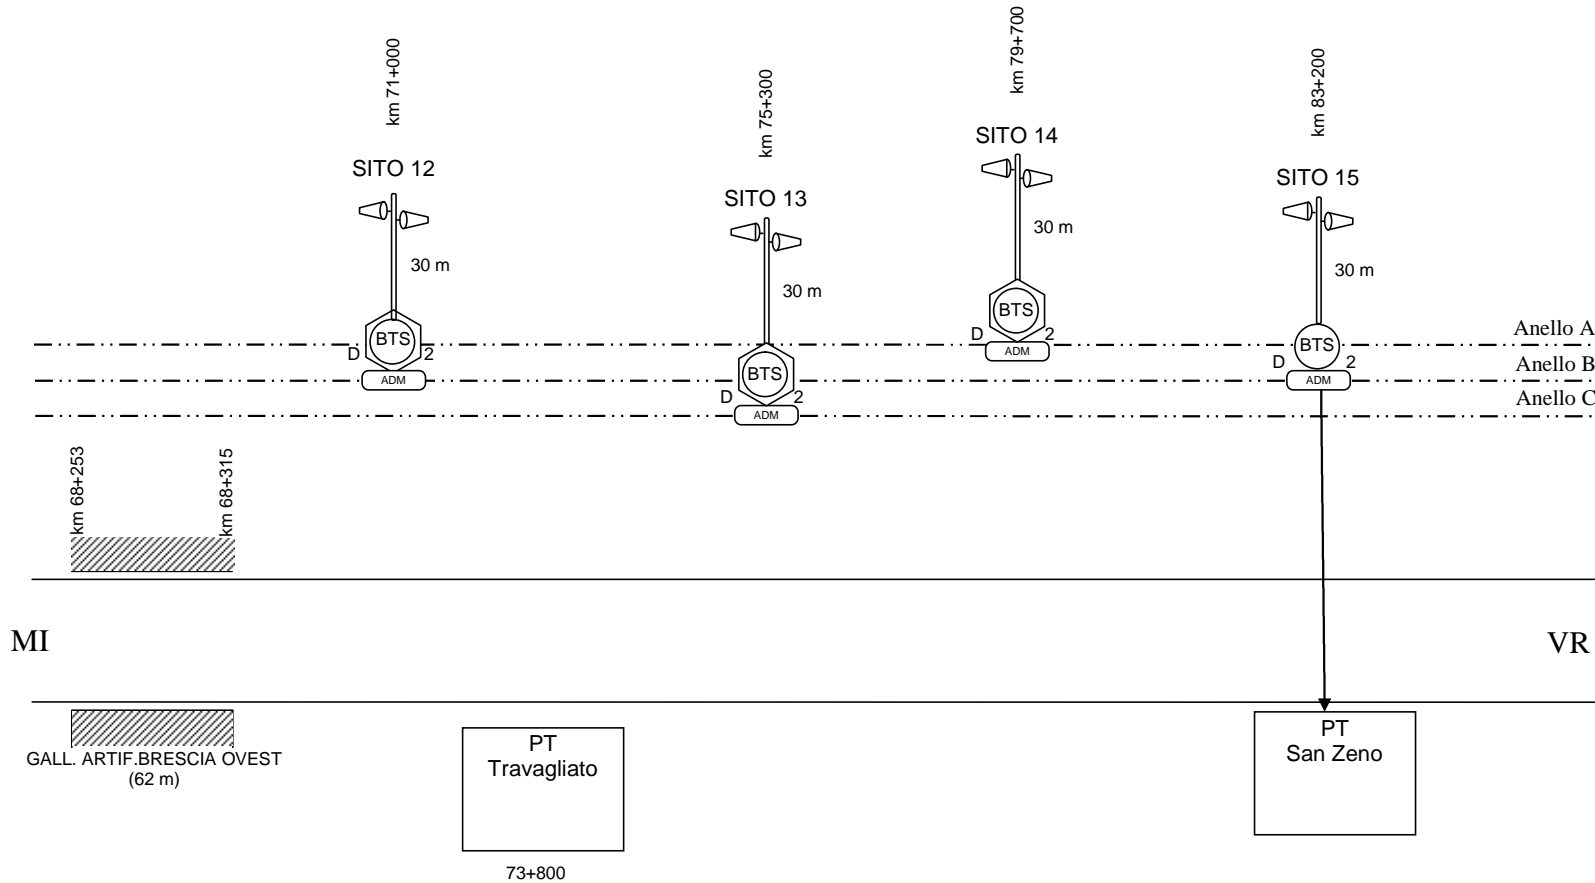 km 71+000
km 75+300
km 79+700
km 83+200
SITO 12
SITO 13
SITO 14
SITO 15
30 m
30 m
30 m
30 m
BTS
D
2
ADM
BTS
D
2
ADM
BTS
D
2
ADM
BTS
D
2
ADM
Anello A
Anello B
Anello C
km 68+253
km 68+315
MI
VR
GALL. ARTIF.BRESCIA OVEST
(62 m)
PT
Travagliato
73+800
PT
San Zeno